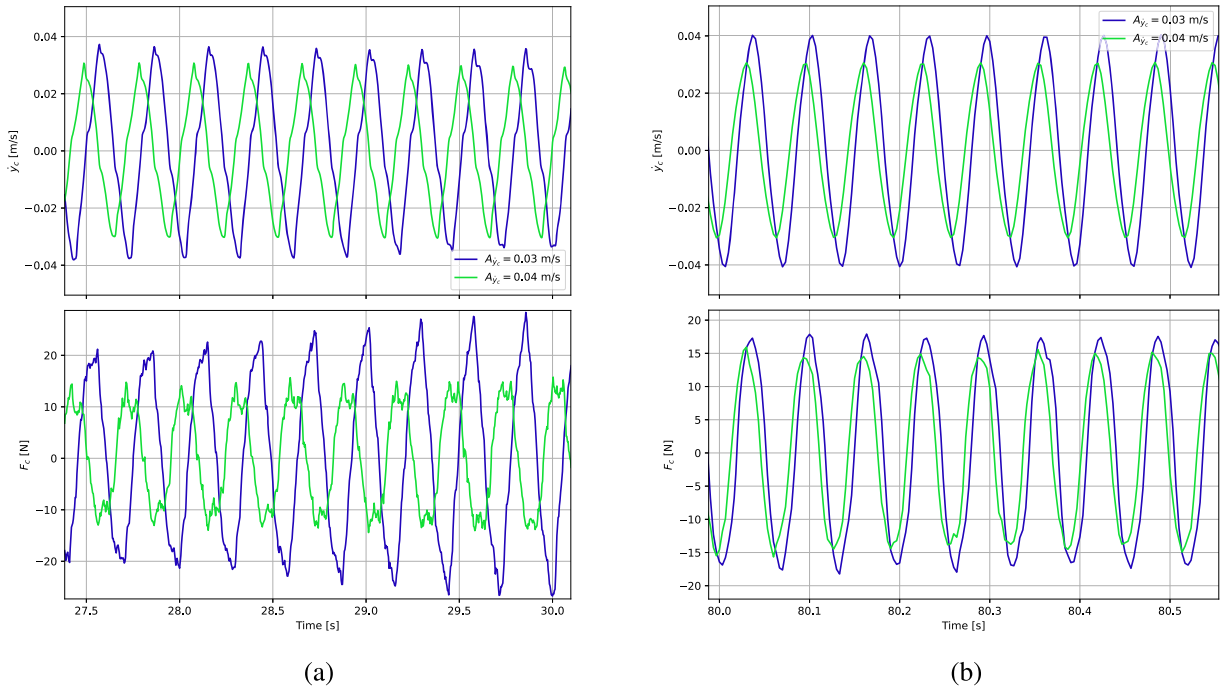 0.04
0.02
0.00
−0.02
−0.04
ẏc [m/s]
Aẏc = 0.03 m/s
Aẏc = 0.04 m/s
20
10
0
−10
−20
Fc [N]
27.5 28.0 28.5 29.0 29.5 30.0
Time [s]
(a)
0.04
0.02
0.00
−0.02
−0.04
ẏc [m/s]
Aẏc = 0.03 m/s
Aẏc = 0.04 m/s
20
15
10
5
0
−5
−10
−15
−20
Fc [N]
80.0 80.1 80.2 80.3 80.4 80.5
Time [s]
(b)